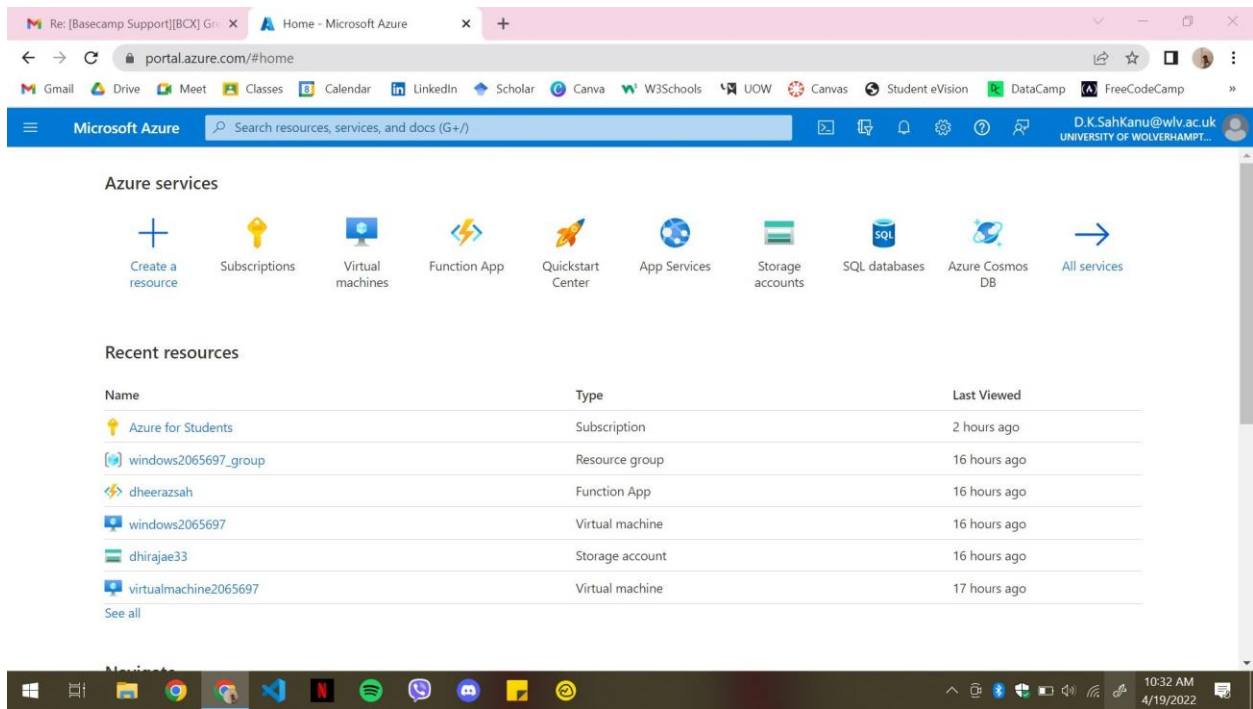 Re: [Basecamp Support][BCX] Gr
Home - Microsoft Azure
portal.azure.com/#home
Gmail Drive Meet Classes 8 Calendar LinkedIn Scholar Canva W3Schools UOW Canvas Student eVision DataCamp FreeCodeCamp »
Microsoft Azure Search resources, services, and docs (G+/) D.K.SahKanu@wlv.ac.uk
UNIVERSITY OF WOLVERHAMPT...
Azure services
SQL
Create a resource
Subscriptions
Virtual machines
Function App
Quickstart Center
App Services
Storage accounts
SQL databases
Azure Cosmos DB
All services
Recent resources
Name Type Last Viewed
Azure for Students Subscription 2 hours ago
windows2065697_group Resource group 16 hours ago
dheerazsah Function App 16 hours ago
windows2065697 Virtual machine 16 hours ago
dhirajae33 Storage account 16 hours ago
virtualmachine2065697 Virtual machine 17 hours ago
See all
10:32 AM
4/19/2022